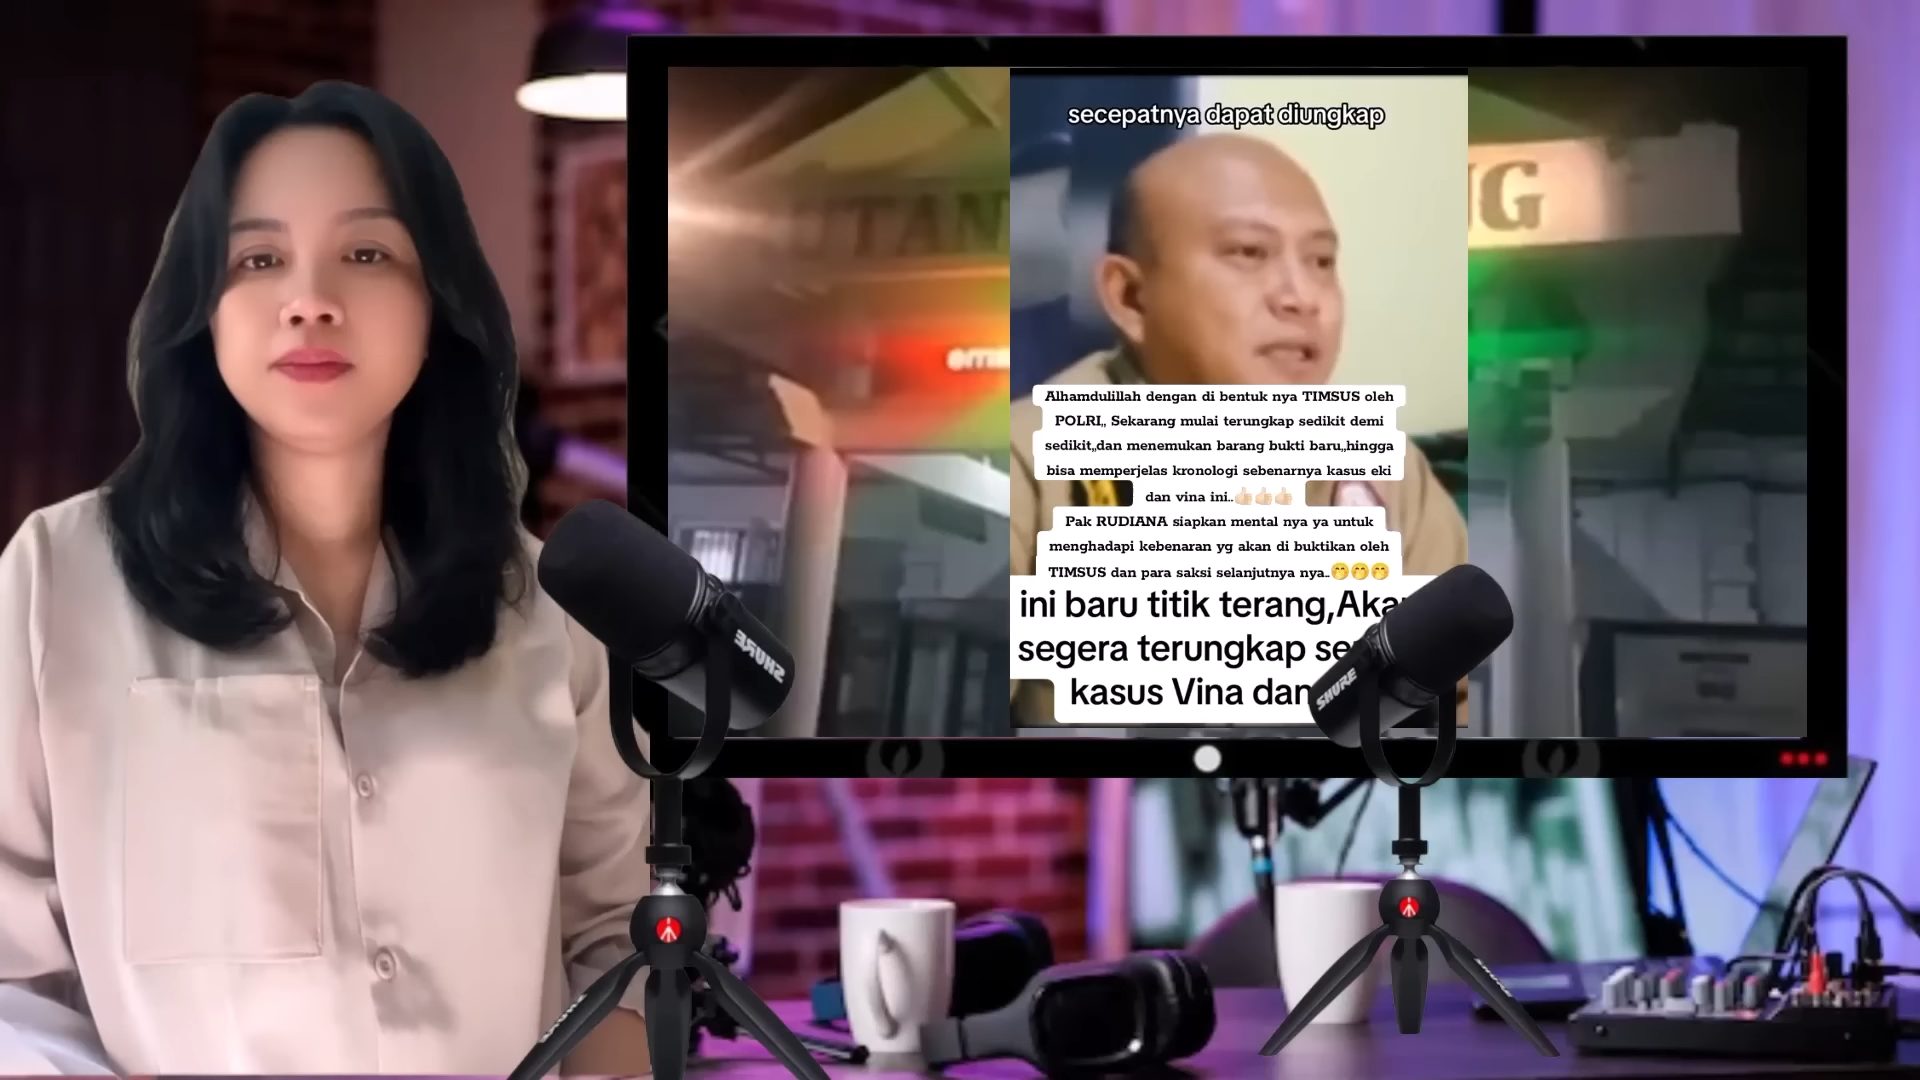 secepatnya dapat diungkap
UTAN
NG
Alhamdulillah dengan di bentuk nya TIMSUS oleh
POLRI,, Sekarang mulai terungkap sedikit demi
sedikit,,dan menemukan barang bukti baru,,hingga
bisa memperjelas kronologi sebenarnya kasus eki
dan vina ini..👍🏻👍🏻👍🏻
Pak RUDIANA siapkan mental nya ya untuk
menghadapi kebenaran yg akan di buktikan oleh
TIMSUS dan para saksi selanjutnya nya..🤭🤭🤭
ini baru titik terang,Aka
segera terungkap se
kasus Vina dan
SHURE
SHURE